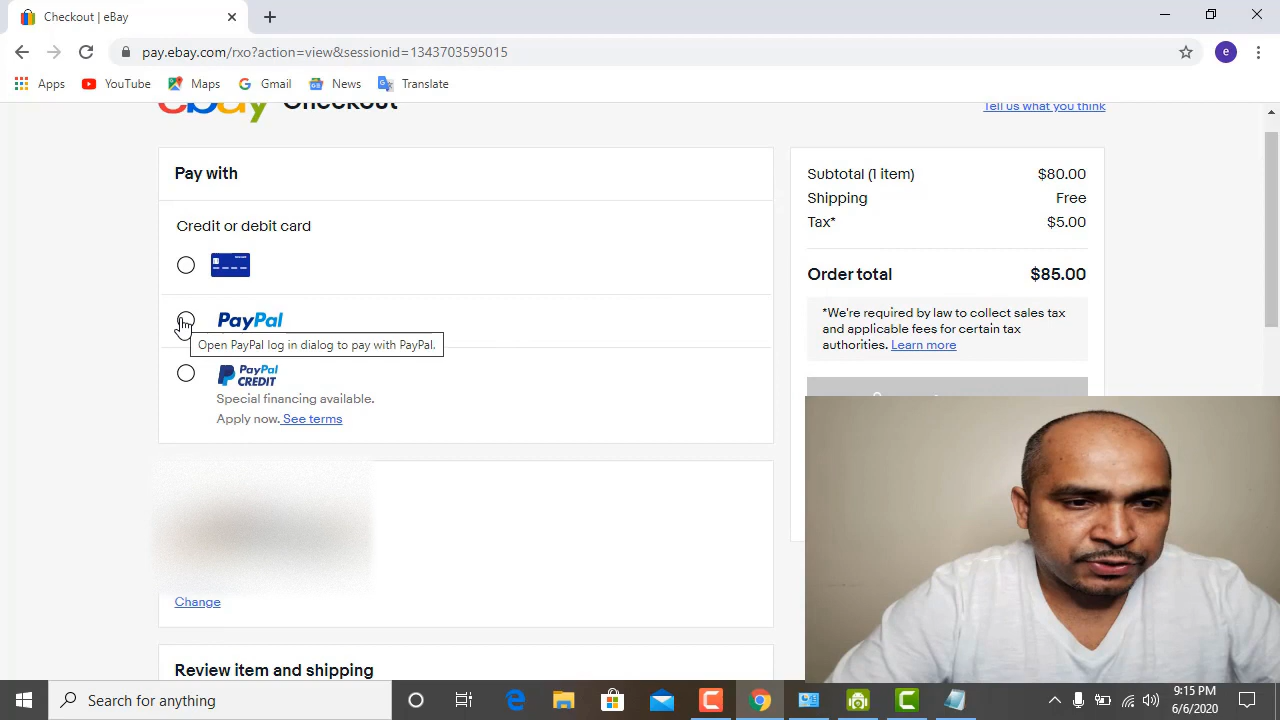 Checkout | eBay
pay.ebay.com/rxo?action=view&sessionid=1343703595015
e
Apps YouTube Maps Gmail News Translate
ebay Checkout
Tell us what you think
Pay with
Credit or debit card
PayPal
Open PayPal log in dialog to pay with PayPal.
PayPal
CREDIT
Special financing available.
Apply now. See terms
Change
Review item and shipping
Subtotal (1 item) $80.00
Shipping Free
Tax* $5.00
Order total $85.00
*We're required by law to collect sales tax
and applicable fees for certain tax
authorities. Learn more
Search for anything
9:15 PM
6/6/2020